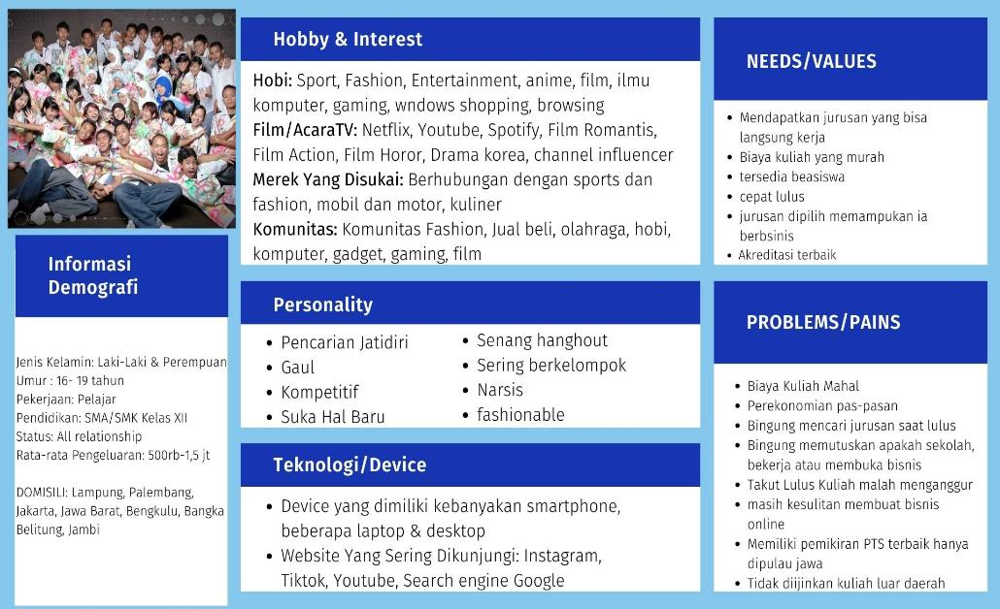 Informasi
Demografi
Jenis Kelamin: Laki-Laki & Perempuan
Umur : 16- 19 tahun
Pekerjaan: Pelajar
Pendidikan: SMA/SMK Kelas XII
Status: All relationship
Rata-rata Pengeluaran: 500rb-1,5 jt
DOMISILI: Lampung, Palembang,
Jakarta, Jawa Barat, Bengkulu, Bangka
Belitung, Jambi
Hobby & Interest
Hobi: Sport, Fashion, Entertainment, anime, film, ilmu
komputer, gaming, wndows shopping, browsing
Film/AcaraTV: Netflix, Youtube, Spotify, Film Romantis,
Film Action, Film Horor, Drama korea, channel influencer
Merek Yang Disukai: Berhubungan dengan sports dan
fashion, mobil dan motor, kuliner
Komunitas: Komunitas Fashion, Jual beli, olahraga, hobi,
komputer, gadget, gaming, film
Personality
• Pencarian Jatidiri
• Gaul
• Kompetitif
• Suka Hal Baru
• Senang hanghout
• Sering berkelompok
• Narsis
• fashionable
Teknologi/Device
• Device yang dimiliki kebanyakan smartphone,
beberapa laptop & desktop
• Website Yang Sering Dikunjungi: Instagram,
Tiktok, Youtube, Search engine Google
NEEDS/VALUES
• Mendapatkan jurusan yang bisa
langsung kerja
• Biaya kuliah yang murah
• tersedia beasiswa
• cepat lulus
• jurusan dipilih memampukan ia
berbsinis
• Akreditasi terbaik
PROBLEMS/PAINS
• Biaya Kuliah Mahal
• Perekonomian pas-pasan
• Bingung mencari jurusan saat lulus
• Bingung memutuskan apakah sekolah,
bekerja atau membuka bisnis
• Takut Lulus Kuliah malah menganggur
• masih kesulitan membuat bisnis
online
• Memiliki pemikiran PTS terbaik hanya
dipulau jawa
• Tidak diijinkan kuliah luar daerah